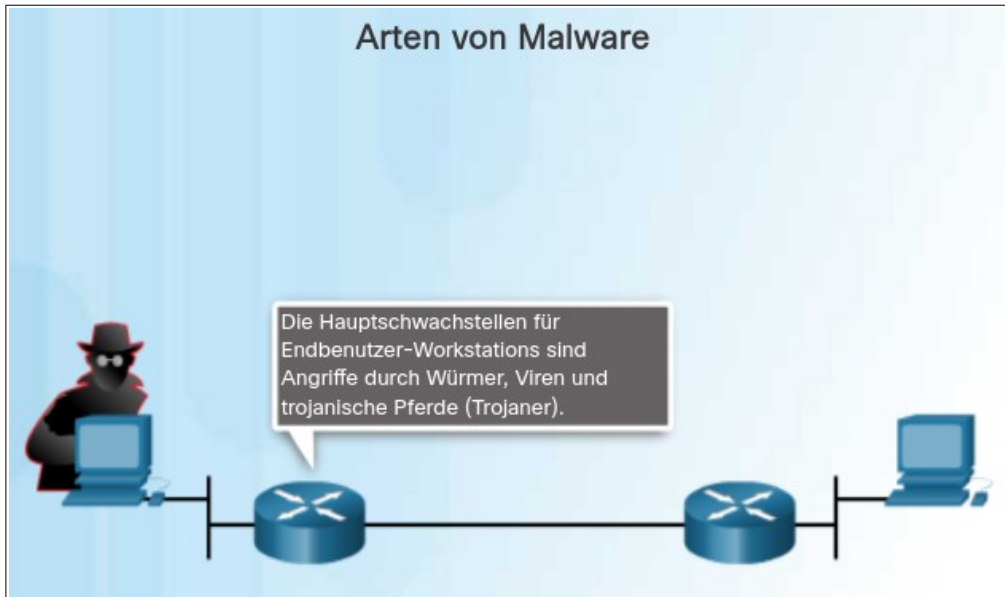 Arten von Malware
Die Hauptschwachstellen für
Endbenutzer-Workstations sind
Angriffe durch Würmer, Viren und
trojanische Pferde (Trojaner).